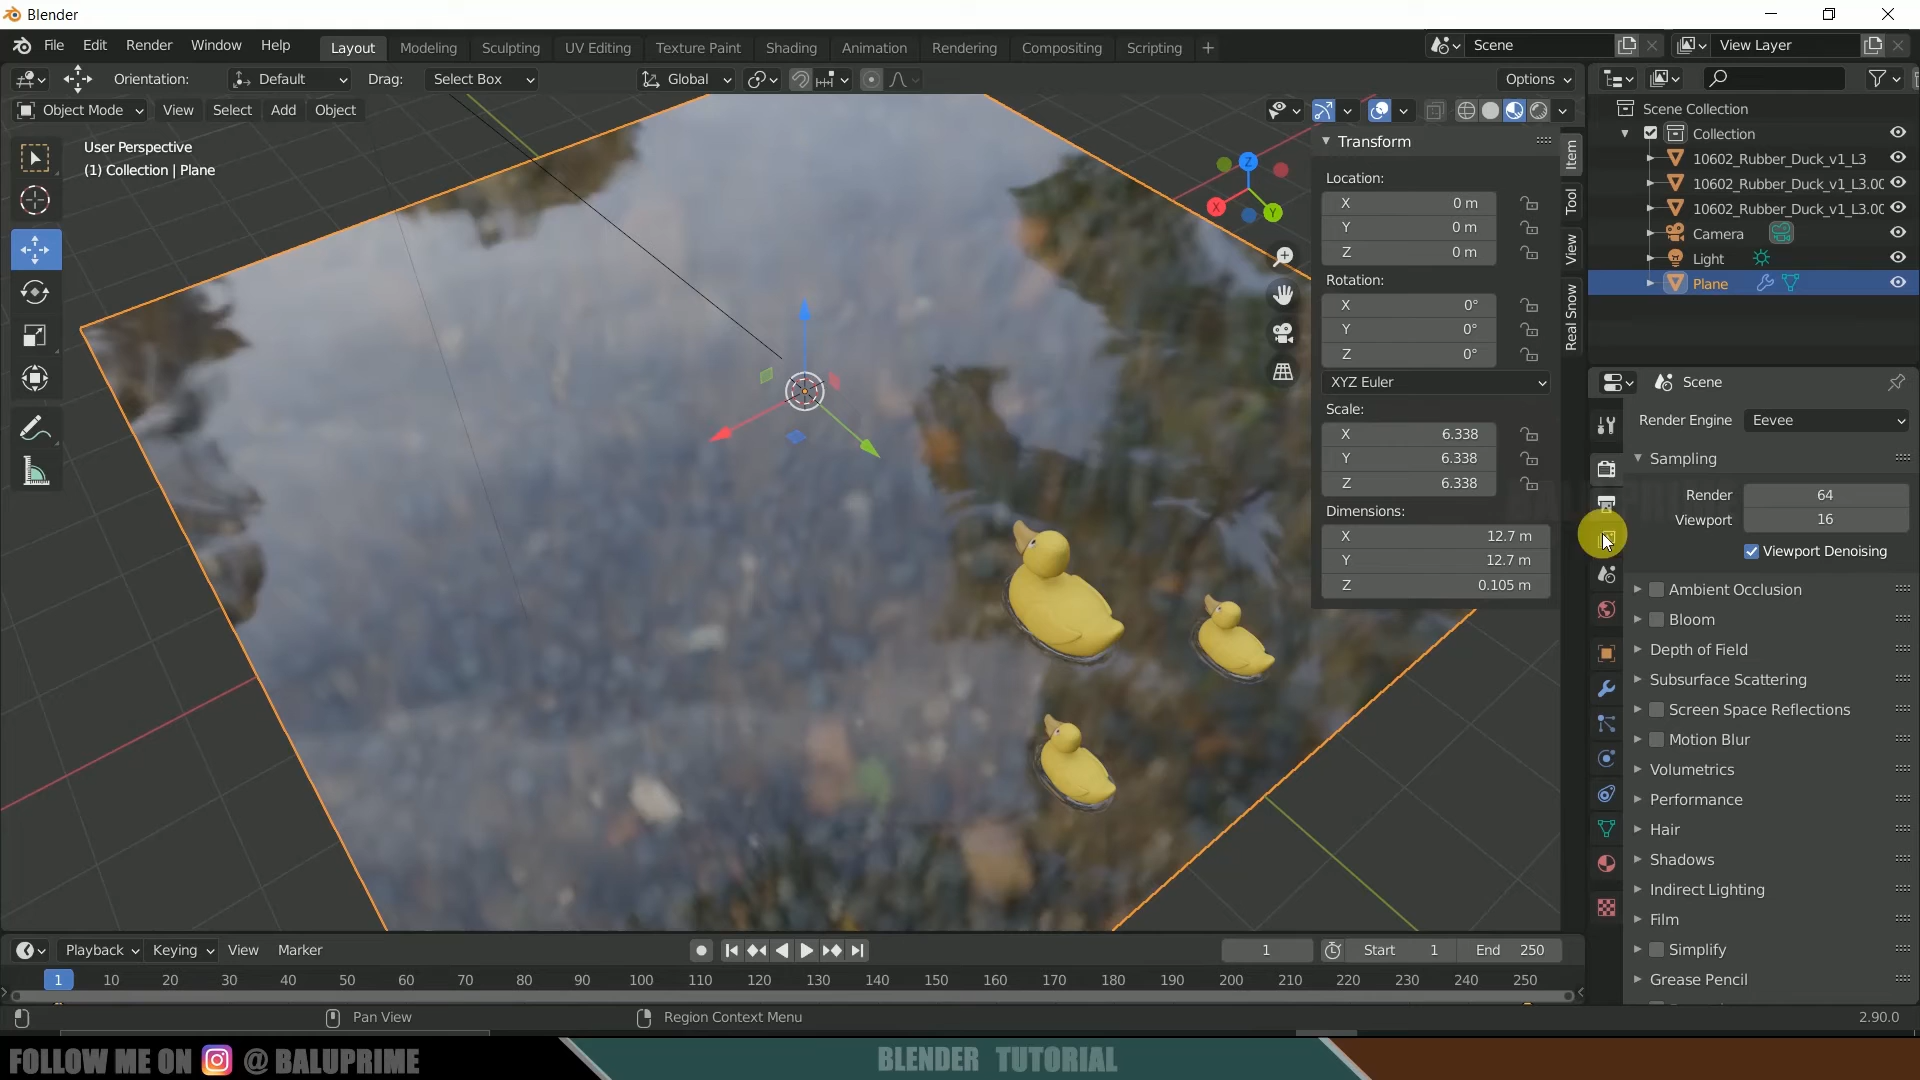 Blender
File Edit Render Window Help
Layout Modeling Sculpting UV Editing Texture Paint Shading Animation Rendering Compositing Scripting +
Scene
View Layer
Orientation: Default Drag: Select Box
Global
Options
Object Mode View Select Add Object
User Perspective
(1) Collection | Plane
Z
X
Y
Transform
Location:
X 0 m
Y 0 m
Z 0 m
Rotation:
X 0°
Y 0°
Z 0°
XYZ Euler
Scale:
X 6.338
Y 6.338
Z 6.338
Dimensions:
X 12.7 m
Y 12.7 m
Z 0.105 m
Item
Tool
View
Real Snow
Scene Collection
Collection
10602_Rubber_Duck_v1_L3
10602_Rubber_Duck_v1_L3.00
10602_Rubber_Duck_v1_L3.00
Camera
Light
Plane
Scene
Render Engine Eevee
Sampling
Render 64
Viewport 16
Viewport Denoising
Ambient Occlusion
Bloom
Depth of Field
Subsurface Scattering
Screen Space Reflections
Motion Blur
Volumetrics
Performance
Hair
Shadows
Indirect Lighting
Film
Simplify
Grease Pencil
Playback Keying View Marker
1 Start 1 End 250
1 10 20 30 40 50 60 70 80 90 100 110 120 130 140 150 160 170 180 190 200 210 220 230 240 250
Pan View Region Context Menu 2.90.0
FOLLOW ME ON @ BALUPRIME BLENDER TUTORIAL